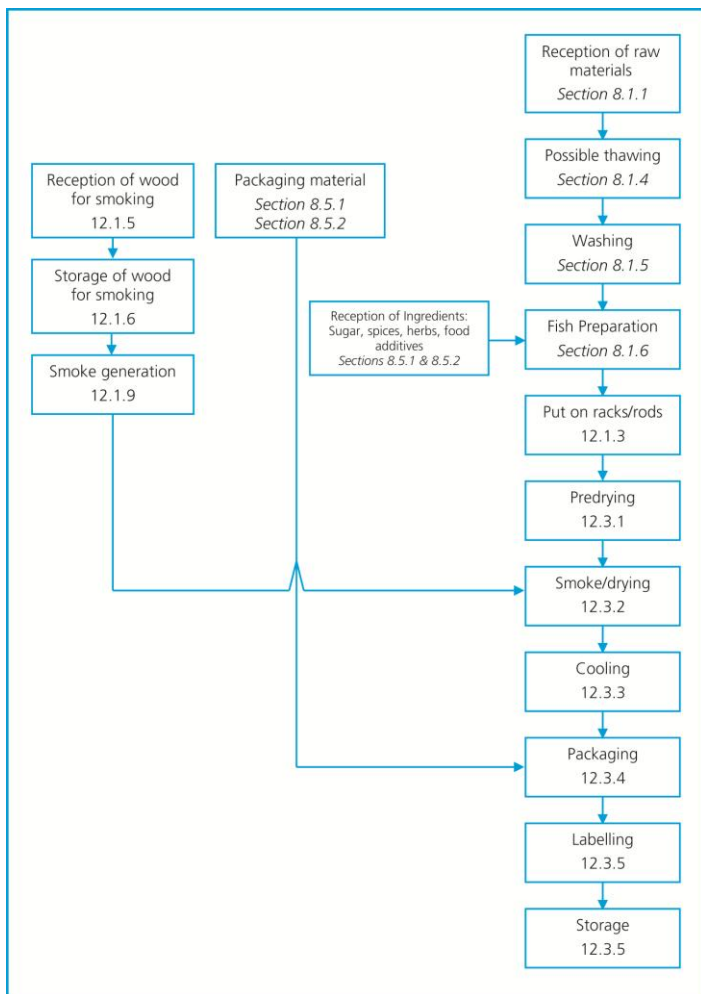 Reception of raw
materials
Section 8.1.1
Possible thawing
Section 8.1.4
Reception of wood
for smoking
12.1.5
Packaging material
Section 8.5.1
Section 8.5.2
Washing
Section 8.1.5
Storage of wood
for smoking
12.1.6
Reception of Ingredients:
Sugar, spices, herbs, food
additives
Sections 8.5.1 & 8.5.2
Fish Preparation
Section 8.1.6
Smoke generation
12.1.9
Put on racks/rods
12.1.3
Predrying
12.3.1
Smoke/drying
12.3.2
Cooling
12.3.3
Packaging
12.3.4
Labelling
12.3.5
Storage
12.3.5